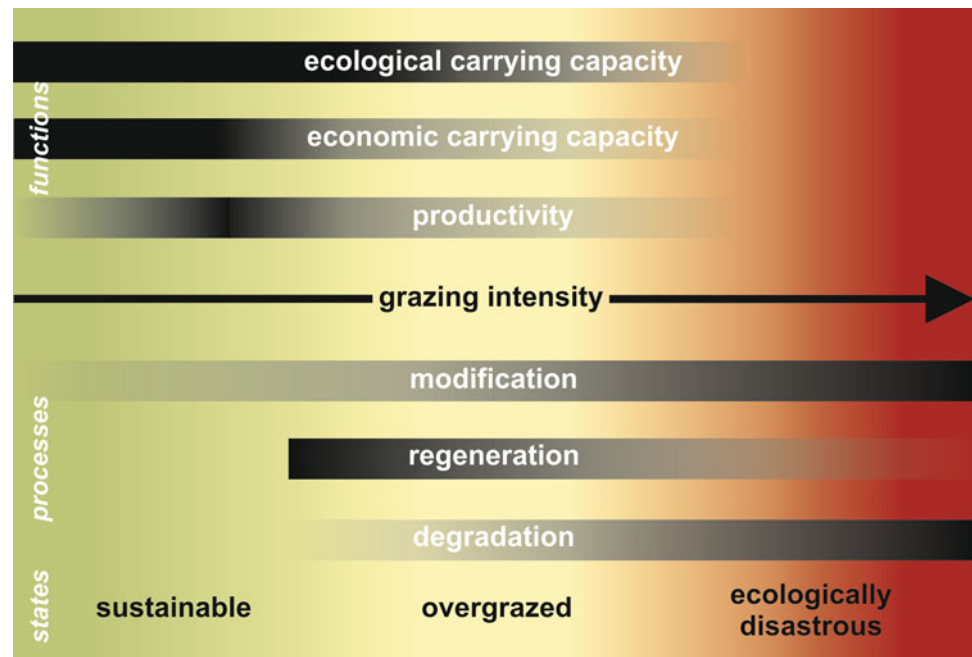 functions
ecological carrying capacity
economic carrying capacity
productivity
grazing intensity
processes
modification
regeneration
degradation
states
sustainable
overgrazed
ecologically
disastrous